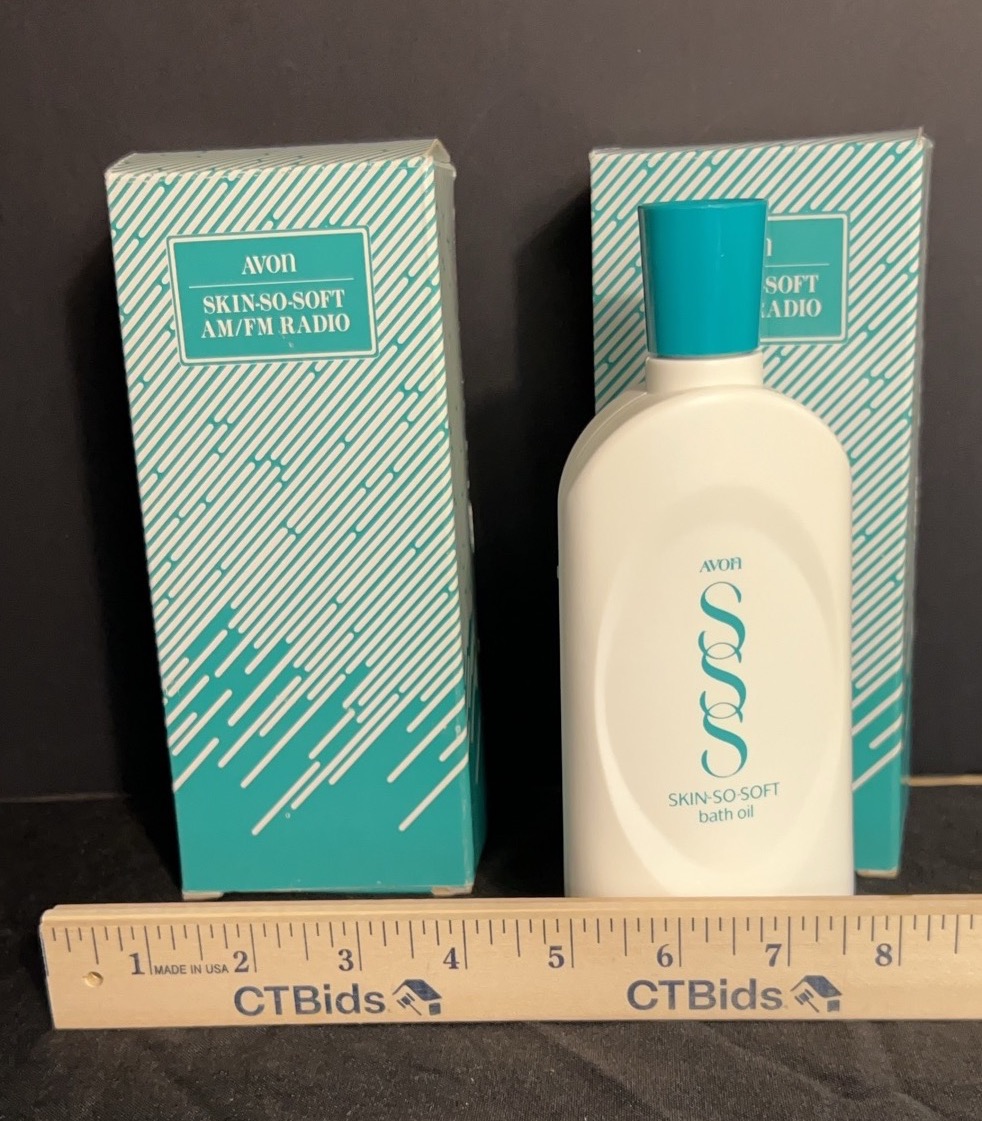 AVON
SKIN-SO-SOFT
AM/FM RADIO
SOFT
ADIO
AVON
SSS
SKIN-SO-SOFT
bath oil
1 MADE IN USA 2 3 4 5 6 7 8
CTBids CTBids